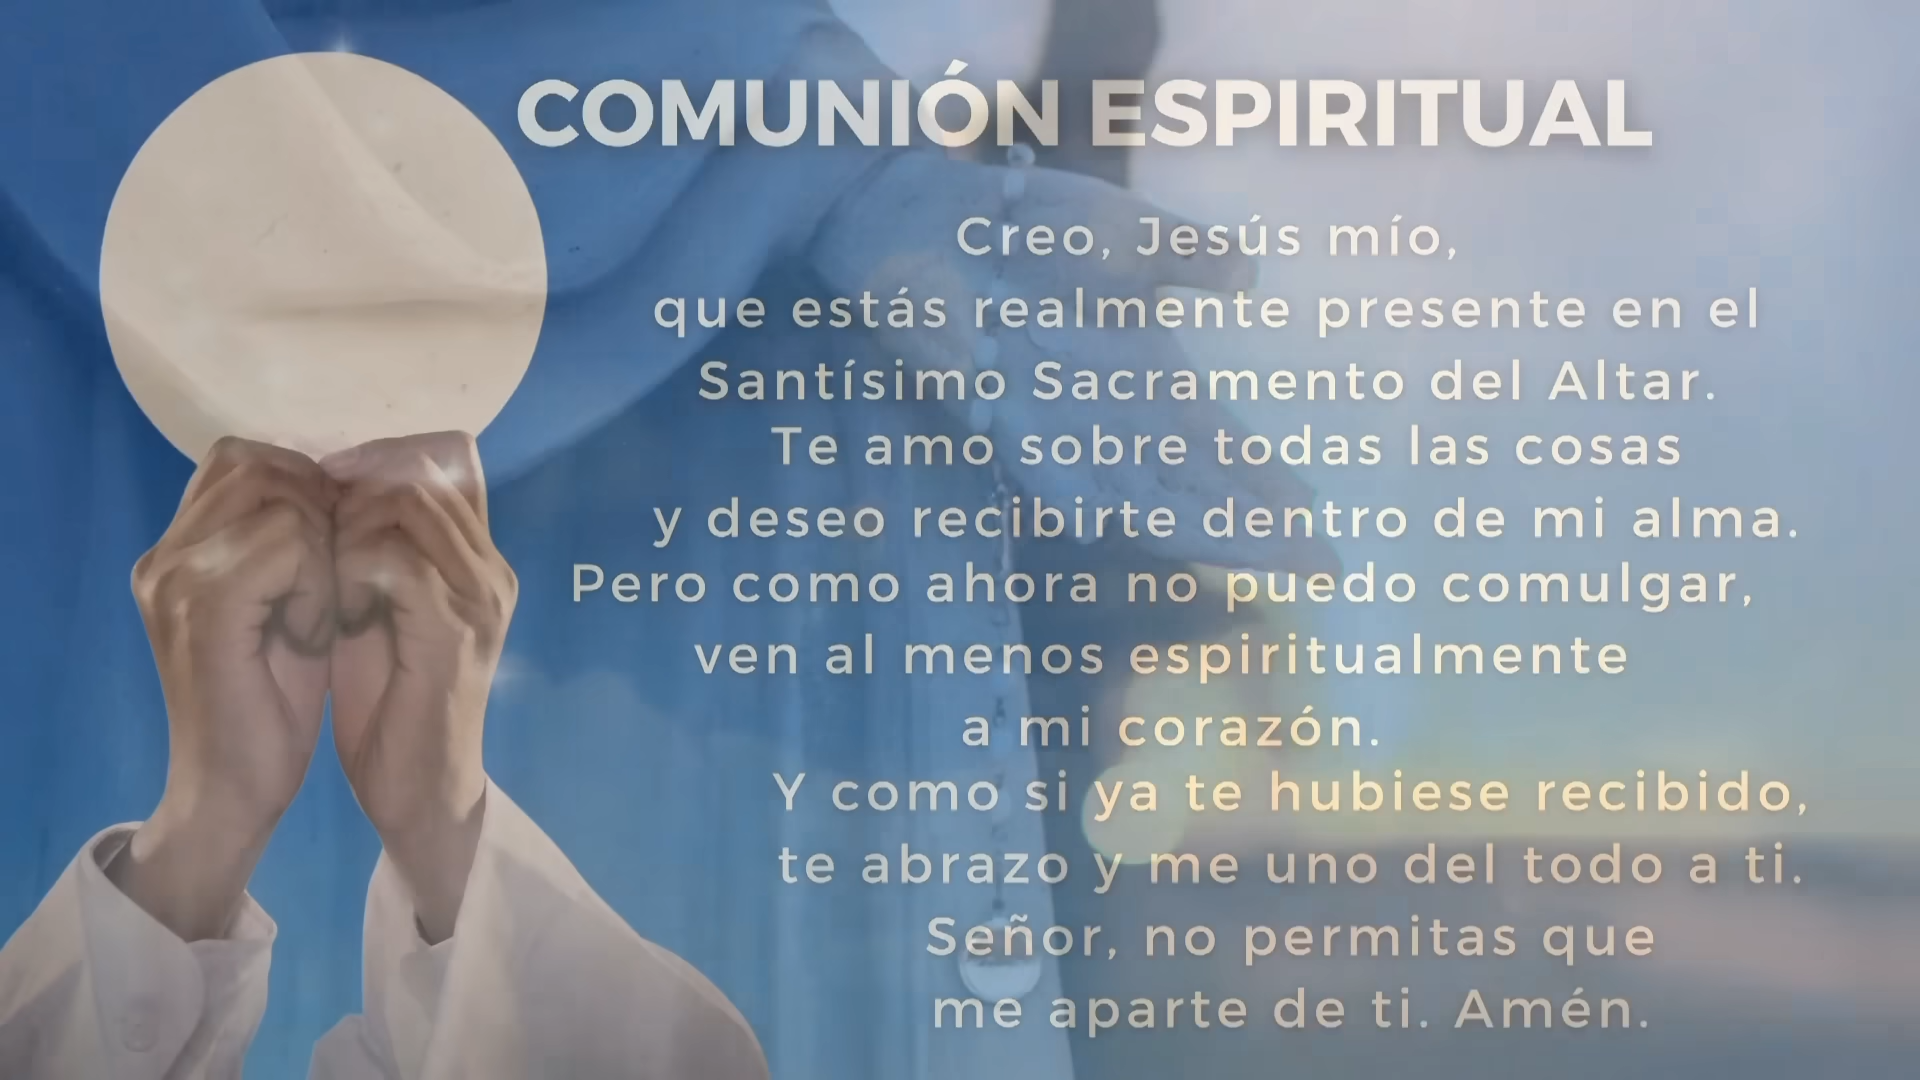 COMUNIÓN ESPIRITUAL
Creo, Jesús mío,
que estás realmente presente en el
Santísimo Sacramento del Altar.
Te amo sobre todas las cosas
y deseo recibirte dentro de mi alma.
Pero como ahora no puedo comulgar,
ven al menos espiritualmente
a mi corazón.
Y como si ya te hubiese recibido,
te abrazo y me uno del todo a ti.
Señor, no permitas que
me aparte de ti. Amén.